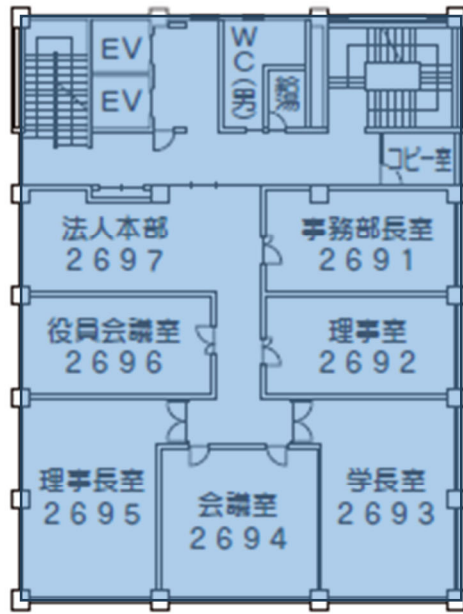 EV
EV
WC(男)
給湯
コピー室
法人本部
2697
事務部長室
2691
役員会議室
2696
理事室
2692
理事長室
2695
会議室
2694
学長室
2693